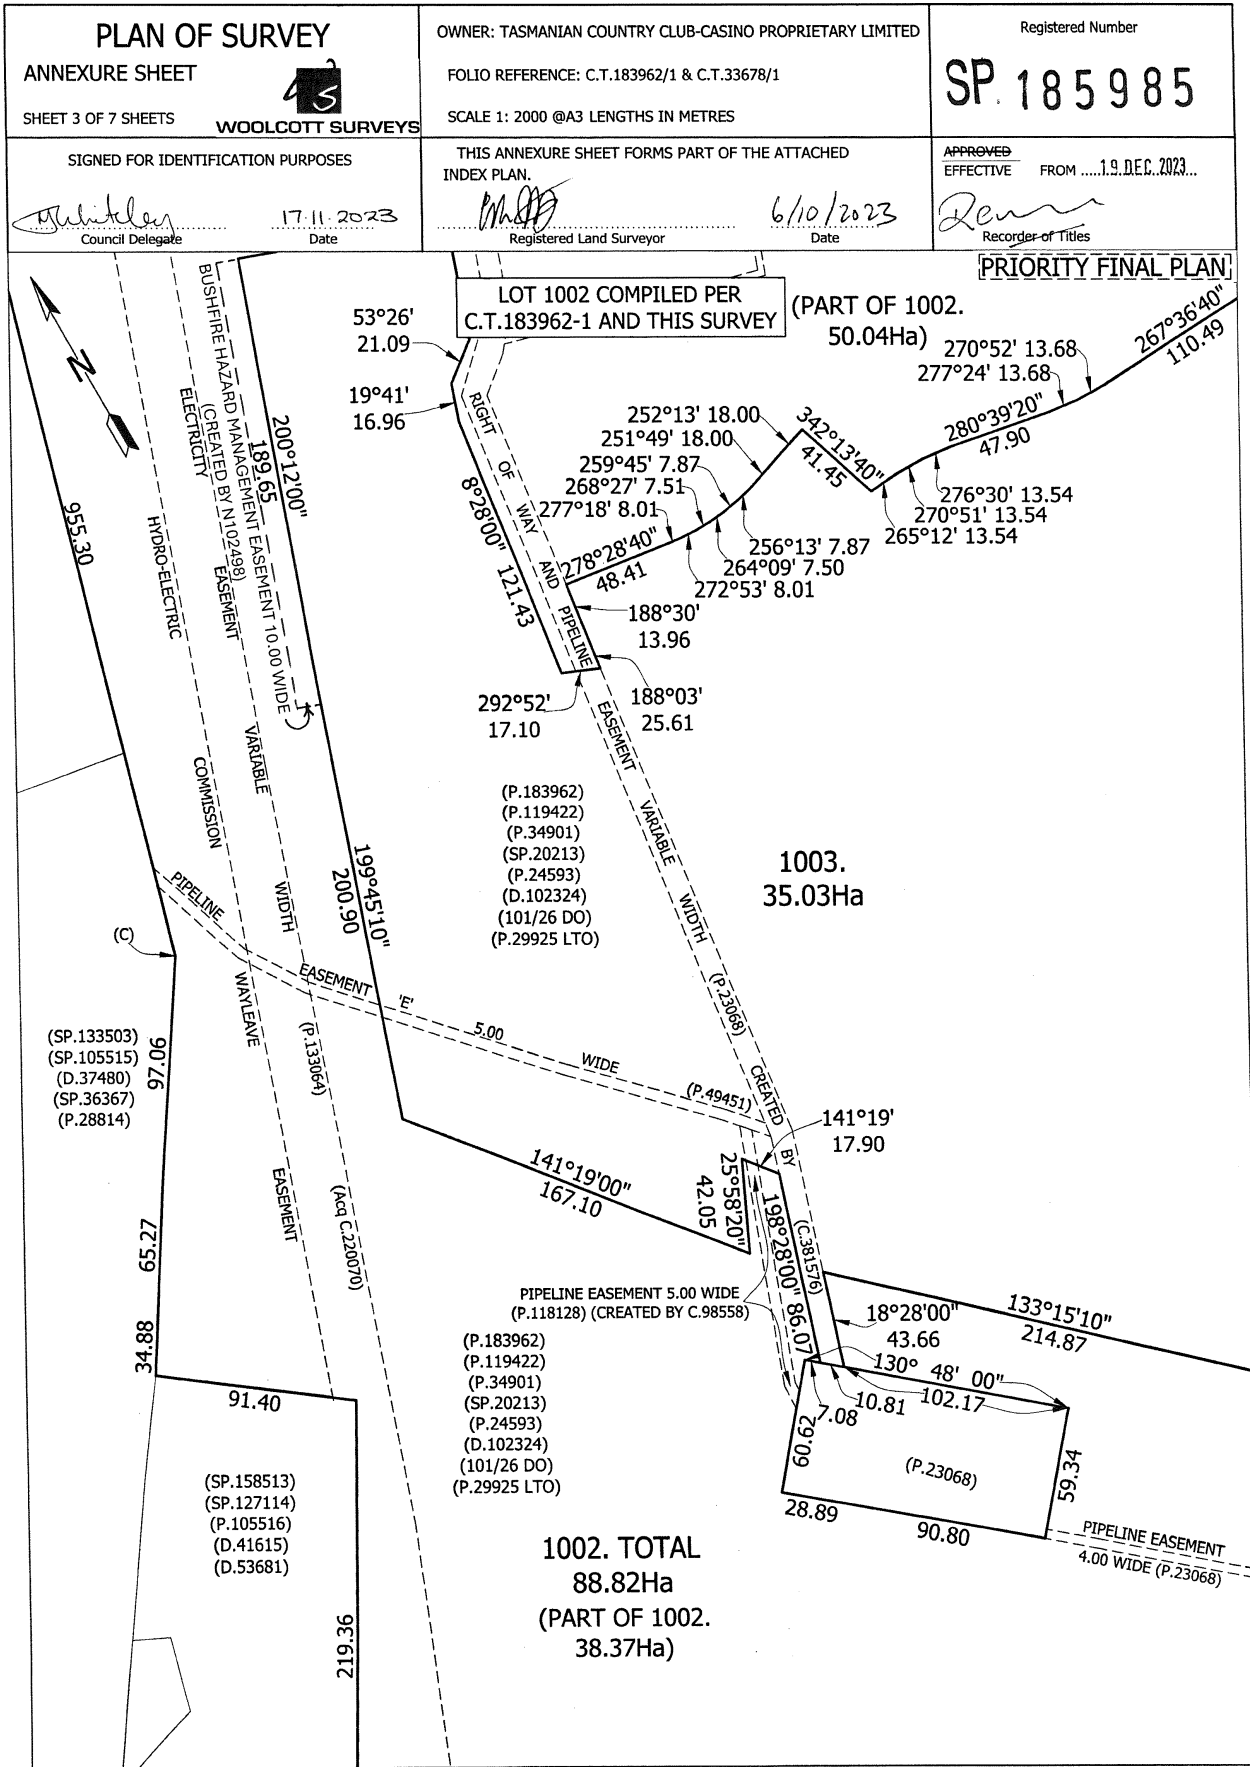 PLAN OF SURVEY
ANNEXURE SHEET
SHEET 3 OF 7 SHEETS
WOOLCOTT SURVEYS
OWNER: TASMANIAN COUNTRY CLUB-CASINO PROPRIETARY LIMITED
FOLIO REFERENCE: C.T.183962/1 & C.T.33678/1
SCALE 1: 2000 @A3 LENGTHS IN METRES
Registered Number
SP. 185985
SIGNED FOR IDENTIFICATION PURPOSES
17.11.2023
Council Delegate
Date
THIS ANNEXURE SHEET FORMS PART OF THE ATTACHED
INDEX PLAN.
6/10/2023
Registered Land Surveyor
Date
APPROVED
EFFECTIVE FROM 19 DEC 2023
Recorder of Titles
PRIORITY FINAL PLAN
LOT 1002 COMPILED PER
C.T.183962-1 AND THIS SURVEY
(PART OF 1002.
50.04Ha)
N
53°26'
21.09
19°41'
16.96
267°36'40"
110.49
270°52' 13.68
277°24' 13.68
280°39'20"
47.90
252°13' 18.00
251°49' 18.00
259°45' 7.87
268°27' 7.51
277°18' 8.01
342°13'40"
41.45
276°30' 13.54
270°51' 13.54
265°12' 13.54
256°13' 7.87
264°09' 7.50
272°53' 8.01
278°28'40"
48.41
188°30'
13.96
188°03'
25.61
292°52'
17.10
8°28'00" 121.43
RIGHT OF WAY AND PIPELINE EASEMENT VARIABLE WIDTH (P.23068) CREATED BY (C.381576)
BUSHFIRE HAZARD MANAGEMENT EASEMENT 10.00 WIDE
(CREATED BY N102498)
200°12'00"
189.65
ELECTRICITY EASEMENT VARIABLE WIDTH (P.133064) (Acq C.220070)
HYDRO-ELECTRIC COMMISSION WAYLEAVE EASEMENT
955.30
(P.183962)
(P.119422)
(P.34901)
(SP.20213)
(P.24593)
(D.102324)
(101/26 DO)
(P.29925 LTO)
1003.
35.03Ha
199°45'10"
200.90
PIPELINE EASEMENT 'E' 5.00 WIDE (P.49451)
(C)
97.06
(SP.133503)
(SP.105515)
(D.37480)
(SP.36367)
(P.28814)
65.27
34.88
141°19'
17.90
141°19'00"
167.10
25°58'20"
42.05
198°28'00" 86.07
PIPELINE EASEMENT 5.00 WIDE
(P.118128) (CREATED BY C.98558)
18°28'00"
43.66
133°15'10"
214.87
130° 48' 00"
102.17
10.81
7.08
60.62
(P.23068)
59.34
28.89
90.80
PIPELINE EASEMENT
4.00 WIDE (P.23068)
91.40
(P.183962)
(P.119422)
(P.34901)
(SP.20213)
(P.24593)
(D.102324)
(101/26 DO)
(P.29925 LTO)
(SP.158513)
(SP.127114)
(P.105516)
(D.41615)
(D.53681)
1002. TOTAL
88.82Ha
(PART OF 1002.
38.37Ha)
219.36